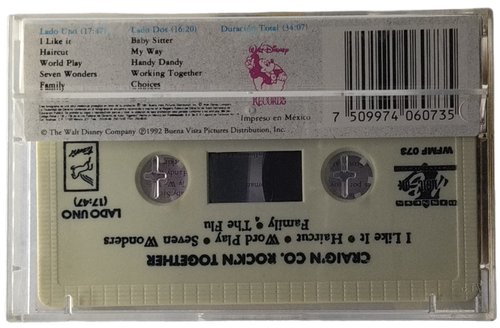 Lado Uno (17:47)
I Like it
Haircut
World Play
Seven Wonders
Family
Lado Dos (16:20)
Baby Sitter
My Way
Handy Dandy
Working Together
Choices
Duración Total (34:07)
Walt Disney
RECORDS
Impreso en México
7 509974 060735
© The Walt Disney Company ℗1992 Buena Vista Pictures Distribution, Inc.
CRAIG'N CO. ROCK'N TOGETHER
I Like It • Haircut • Word Play • Seven Wonders
Family • The Flu
LADO UNO
(17:47)
WFMP 073